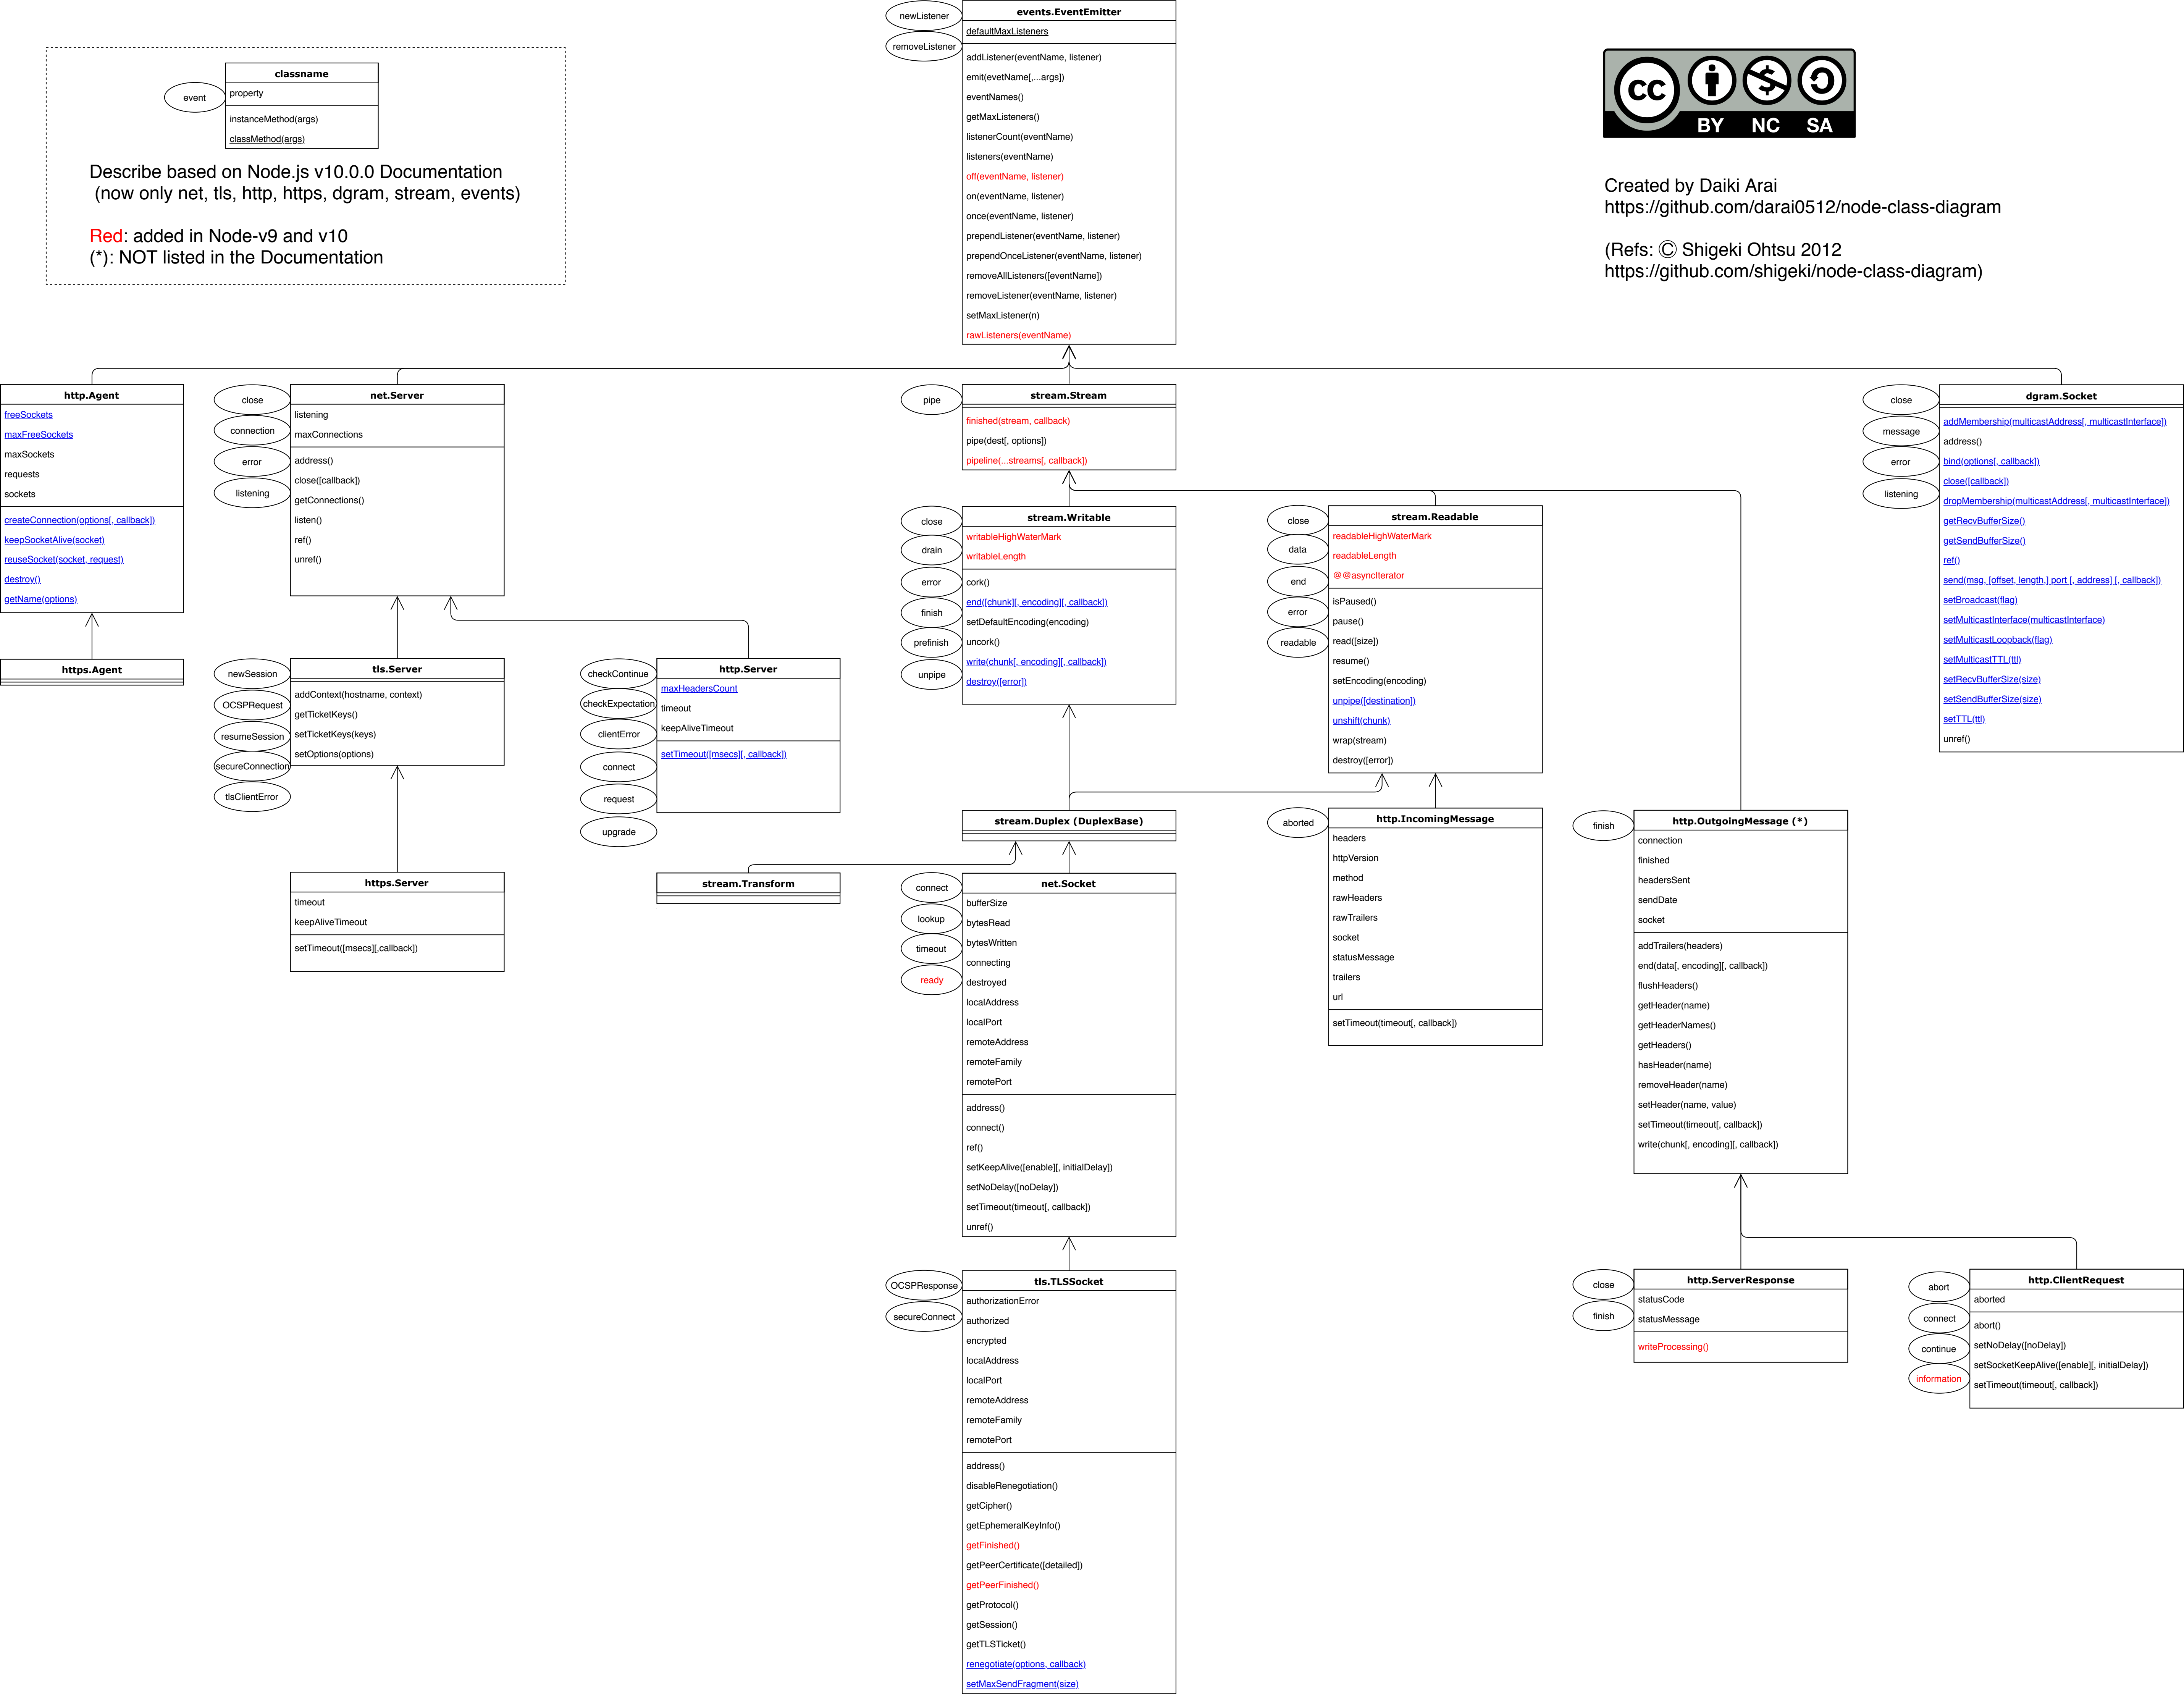 classname
event
property
instanceMethod(args)
classMethod(args)
Describe based on Node.js v10.0.0 Documentation
(now only net, tls, http, https, dgram, stream, events)
Red: added in Node-v9 and v10
(*): NOT listed in the Documentation
newListener
removeListener
events.EventEmitter
defaultMaxListeners
addListener(eventName, listener)
emit(evetName[,...args])
eventNames()
getMaxListeners()
listenerCount(eventName)
listeners(eventName)
off(eventName, listener)
on(eventName, listener)
once(eventName, listener)
prependListener(eventName, listener)
prependOnceListener(eventName, listener)
removeAllListeners([eventName])
removeListener(eventName, listener)
setMaxListener(n)
rawListeners(eventName)
cc
BY NC SA
Created by Daiki Arai
https://github.com/darai0512/node-class-diagram
(Refs: Ⓒ Shigeki Ohtsu 2012
https://github.com/shigeki/node-class-diagram)
http.Agent
freeSockets
maxFreeSockets
maxSockets
requests
sockets
createConnection(options[, callback])
keepSocketAlive(socket)
reuseSocket(socket, request)
destroy()
getName(options)
https.Agent
close
connection
error
listening
net.Server
listening
maxConnections
address()
close([callback])
getConnections()
listen()
ref()
unref()
newSession
OCSPRequest
resumeSession
secureConnection
tlsClientError
tls.Server
addContext(hostname, context)
getTicketKeys()
setTicketKeys(keys)
setOptions(options)
https.Server
timeout
keepAliveTimeout
setTimeout([msecs][,callback])
checkContinue
checkExpectation
clientError
connect
request
upgrade
http.Server
maxHeadersCount
timeout
keepAliveTimeout
setTimeout([msecs][, callback])
pipe
stream.Stream
finished(stream, callback)
pipe(dest[, options])
pipeline(...streams[, callback])
close
drain
error
finish
prefinish
unpipe
stream.Writable
writableHighWaterMark
writableLength
cork()
end([chunk][, encoding][, callback])
setDefaultEncoding(encoding)
uncork()
write(chunk[, encoding][, callback])
destroy([error])
close
data
end
error
readable
stream.Readable
readableHighWaterMark
readableLength
@@asyncIterator
isPaused()
pause()
read([size])
resume()
setEncoding(encoding)
unpipe([destination])
unshift(chunk)
wrap(stream)
destroy([error])
stream.Duplex (DuplexBase)
stream.Transform
connect
lookup
timeout
ready
net.Socket
bufferSize
bytesRead
bytesWritten
connecting
destroyed
localAddress
localPort
remoteAddress
remoteFamily
remotePort
address()
connect()
ref()
setKeepAlive([enable][, initialDelay])
setNoDelay([noDelay])
setTimeout(timeout[, callback])
unref()
OCSPResponse
secureConnect
tls.TLSSocket
authorizationError
authorized
encrypted
localAddress
localPort
remoteAddress
remoteFamily
remotePort
address()
disableRenegotiation()
getCipher()
getEphemeralKeyInfo()
getFinished()
getPeerCertificate([detailed])
getPeerFinished()
getProtocol()
getSession()
getTLSTicket()
renegotiate(options, callback)
setMaxSendFragment(size)
aborted
http.IncomingMessage
headers
httpVersion
method
rawHeaders
rawTrailers
socket
statusMessage
trailers
url
setTimeout(timeout[, callback])
finish
http.OutgoingMessage (*)
connection
finished
headersSent
sendDate
socket
addTrailers(headers)
end(data[, encoding][, callback])
flushHeaders()
getHeader(name)
getHeaderNames()
getHeaders()
hasHeader(name)
removeHeader(name)
setHeader(name, value)
setTimeout(timeout[, callback])
write(chunk[, encoding][, callback])
close
finish
http.ServerResponse
statusCode
statusMessage
writeProcessing()
abort
connect
continue
information
http.ClientRequest
aborted
abort()
setNoDelay([noDelay])
setSocketKeepAlive([enable][, initialDelay])
setTimeout(timeout[, callback])
close
message
error
listening
dgram.Socket
addMembership(multicastAddress[, multicastInterface])
address()
bind(options[, callback])
close([callback])
dropMembership(multicastAddress[, multicastInterface])
getRecvBufferSize()
getSendBufferSize()
ref()
send(msg, [offset, length,] port [, address] [, callback])
setBroadcast(flag)
setMulticastInterface(multicastInterface)
setMulticastLoopback(flag)
setMulticastTTL(ttl)
setRecvBufferSize(size)
setSendBufferSize(size)
setTTL(ttl)
unref()